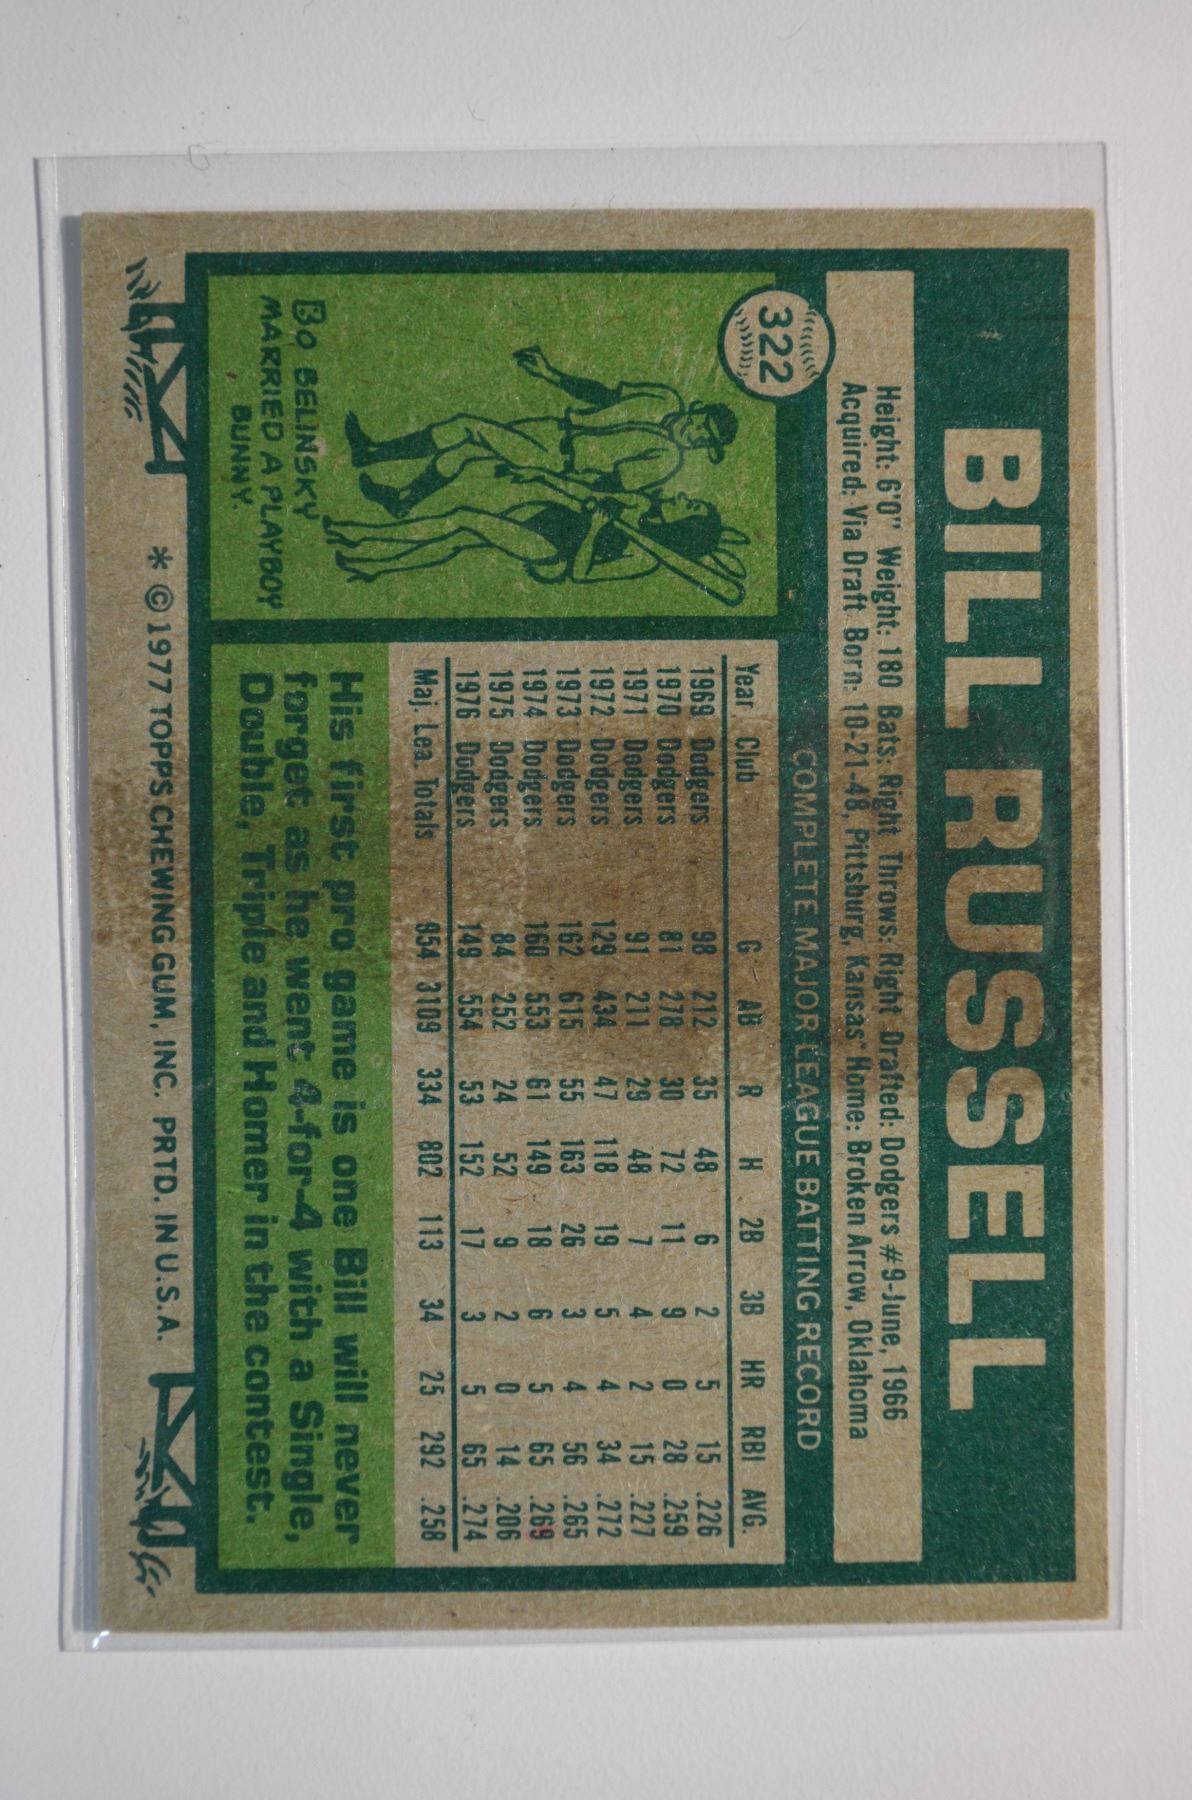 BILL RUSSELL
322
Height: 6'0" Weight: 180 Bats: Right Throws: Right Drafted: Dodgers #9-June, 1966
Acquired: Via Draft Born: 10-21-48, Pittsburg, Kansas Home: Broken Arrow, Oklahoma
COMPLETE MAJOR LEAGUE BATTING RECORD
Year Club G AB R H 2B 3B HR RBI AVG.
1969 Dodgers 98 212 35 48 6 2 5 15 .226
1970 Dodgers 81 278 30 72 11 9 0 28 .259
1971 Dodgers 91 211 29 48 7 4 2 15 .227
1972 Dodgers 129 434 47 118 19 5 4 34 .272
1973 Dodgers 162 615 55 163 26 3 4 56 .265
1974 Dodgers 160 553 61 149 18 6 5 65 .269
1975 Dodgers 84 252 24 52 9 2 0 14 .206
1976 Dodgers 149 554 53 152 17 3 5 65 .274
Maj. Lea. Totals 954 3109 334 802 113 34 25 292 .258
BO BELINSKY
MARRIED A PLAYBOY
BUNNY.
His first pro game is one Bill will never
forget as he went 4-for-4 with a Single,
Double, Triple and Homer in the contest.
* © 1977 TOPPS CHEWING GUM, INC. PRTD. IN U.S.A.